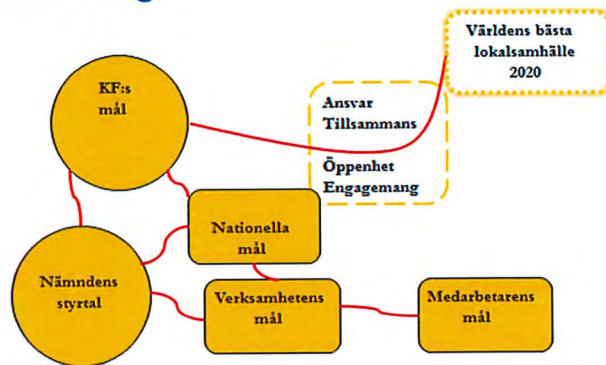 Världens bästa
lokalsamhälle
2020
KF:s
mål
Ansvar
Tillsammans
Öppenhet
Engagemang
Nationella
mål
Nämndens
styrtal
Verksamhetens
mål
Medarbetarens
mål